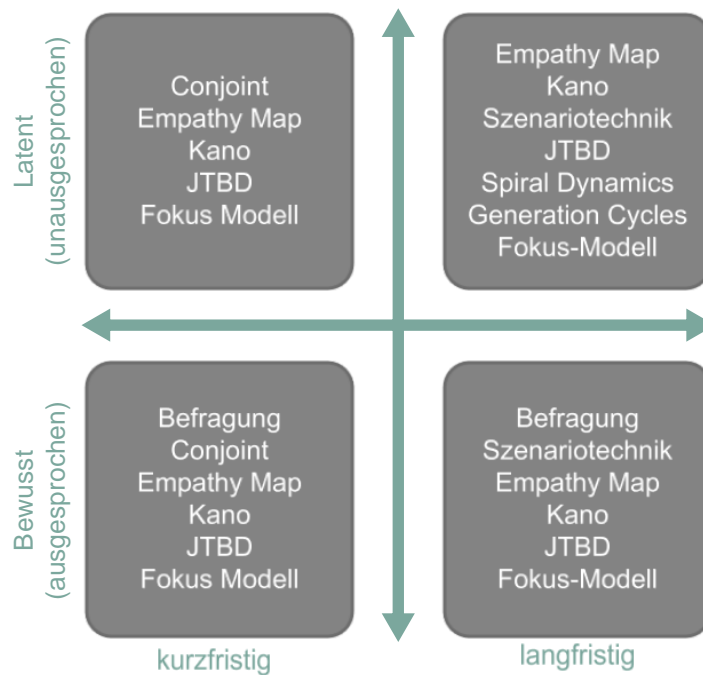 Latent
(unausgesprochen)
Conjoint
Empathy Map
Kano
JTBD
Fokus Modell
Empathy Map
Kano
Szenariotechnik
JTBD
Spiral Dynamics
Generation Cycles
Fokus-Modell
Bewusst
(ausgesprochen)
Befragung
Conjoint
Empathy Map
Kano
JTBD
Fokus Modell
Befragung
Szenariotechnik
Empathy Map
Kano
JTBD
Fokus-Modell
kurzfristig
langfristig